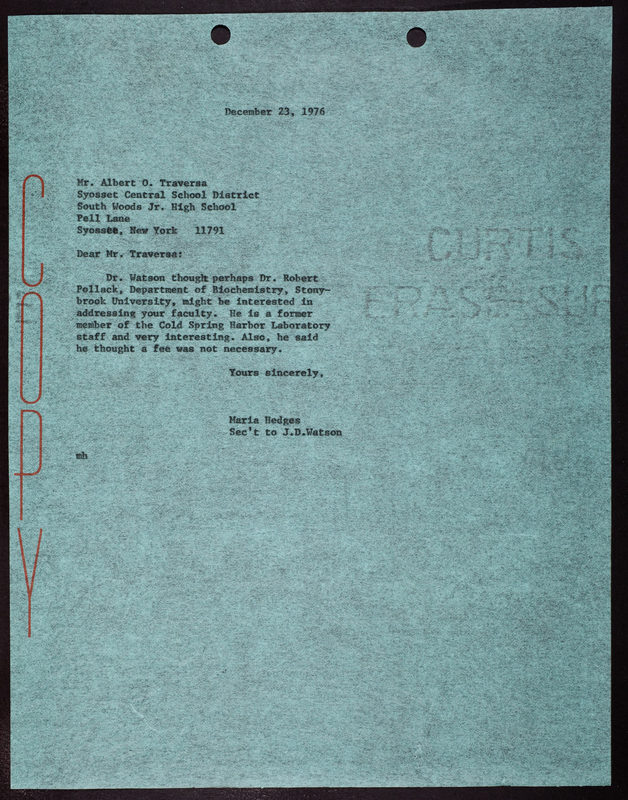 December 23, 1976
Mr. Albert O. Traversa
Syosset Central School District
South Woods Jr. High School
Pell Lane
Syosset, New York 11791
Dear Mr. Traversa:
Dr. Watson though perhaps Dr. Robert
Pollack, Department of Biochemistry, Stony-
brook University, might be interested in
addressing your faculty. He is a former
member of the Cold Spring Harbor Laboratory
staff and very interesting. Also, he said
he thought a fee was not necessary.
Yours sincerely,
Maria Hedges
Sec't to J.D.Watson
mh
COPY
CURTIS